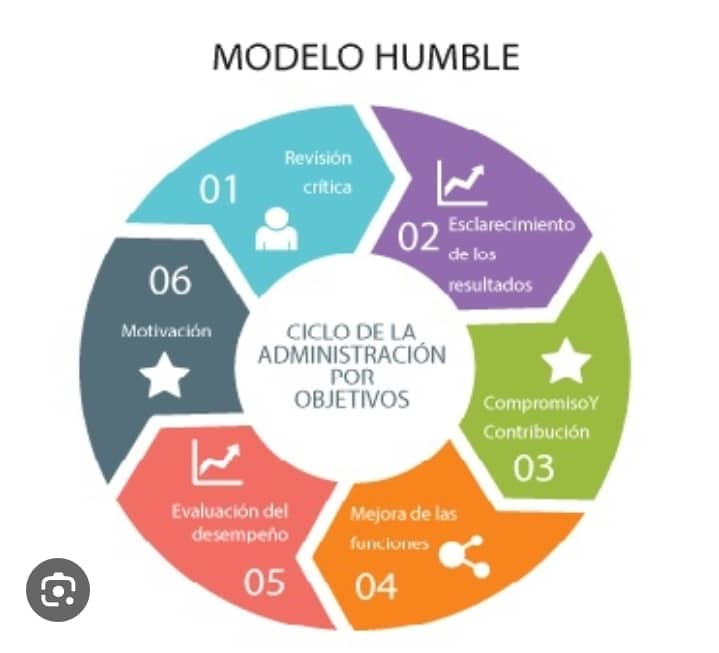 MODELO HUMBLE
01
Revisión
crítica
02
Esclarecimiento
de los
resultados
CompromisoY
Contribución
03
Mejora de las
funciones
04
Evaluación del
desempeño
05
06
Motivación
CICLO DE LA
ADMINISTRACIÓN
POR
OBJETIVOS